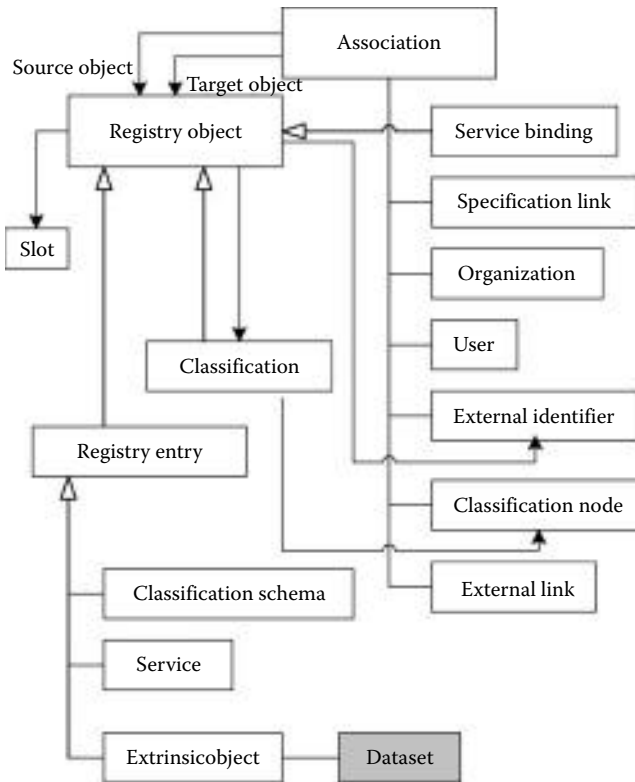 Association
Source object
Target object
Registry object
Service binding
Specification link
Slot
Organization
User
Classification
External identifier
Registry entry
Classification node
Classification schema
External link
Service
Extrinsicobject
Dataset